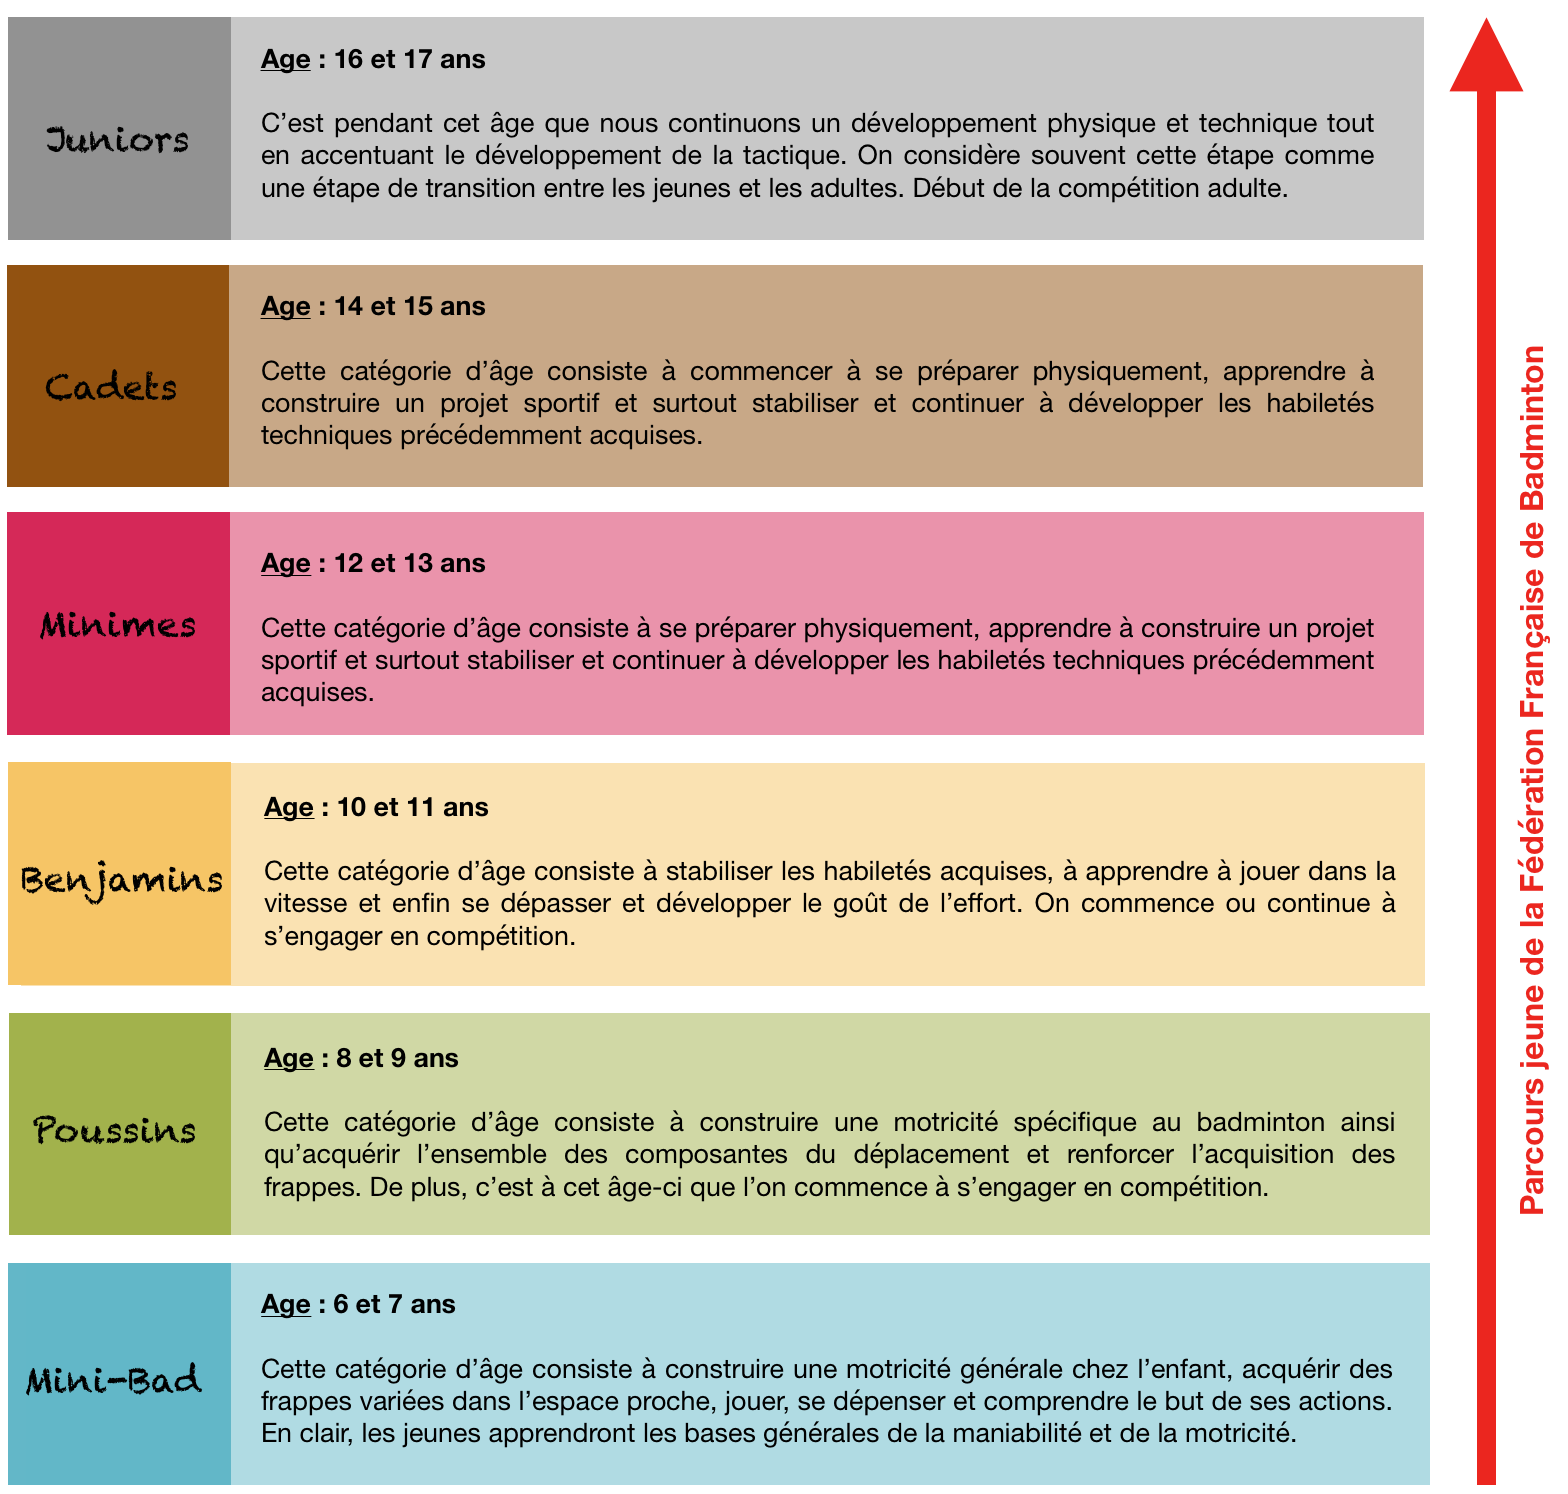 Juniors
Age : 16 et 17 ans
C’est pendant cet âge que nous continuons un développement physique et technique tout
en accentuant le développement de la tactique. On considère souvent cette étape comme
une étape de transition entre les jeunes et les adultes. Début de la compétition adulte.
Cadets
Age : 14 et 15 ans
Cette catégorie d’âge consiste à commencer à se préparer physiquement, apprendre à
construire un projet sportif et surtout stabiliser et continuer à développer les habiletés
techniques précédemment acquises.
Minimes
Age : 12 et 13 ans
Cette catégorie d’âge consiste à se préparer physiquement, apprendre à construire un projet
sportif et surtout stabiliser et continuer à développer les habiletés techniques précédemment
acquises.
Benjamins
Age : 10 et 11 ans
Cette catégorie d’âge consiste à stabiliser les habiletés acquises, à apprendre à jouer dans la
vitesse et enfin se dépasser et développer le goût de l’effort. On commence ou continue à
s’engager en compétition.
Poussins
Age : 8 et 9 ans
Cette catégorie d’âge consiste à construire une motricité spécifique au badminton ainsi
qu’acquérir l’ensemble des composantes du déplacement et renforcer l’acquisition des
frappes. De plus, c’est à cet âge-ci que l’on commence à s’engager en compétition.
Mini-Bad
Age : 6 et 7 ans
Cette catégorie d’âge consiste à construire une motricité générale chez l’enfant, acquérir des
frappes variées dans l’espace proche, jouer, se dépenser et comprendre le but de ses actions.
En clair, les jeunes apprendront les bases générales de la maniabilité et de la motricité.
Parcours jeune de la Fédération Française de Badminton